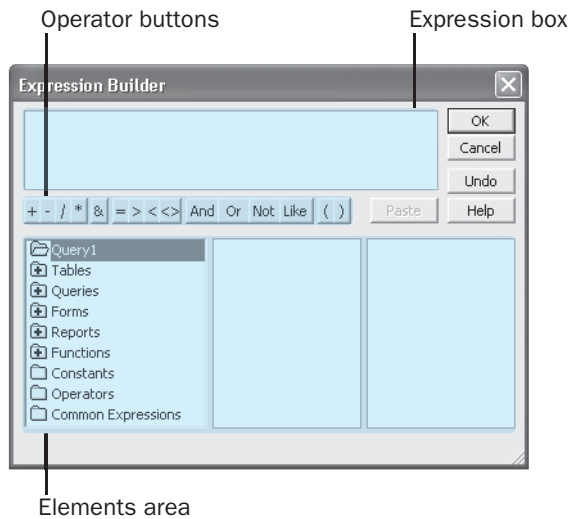 Operator buttons Expression box
Expression Builder
OK
Cancel
Undo
+ - / * & = > < <> And Or Not Like ( ) Paste Help
Query1
Tables
Queries
Forms
Reports
Functions
Constants
Operators
Common Expressions
Elements area